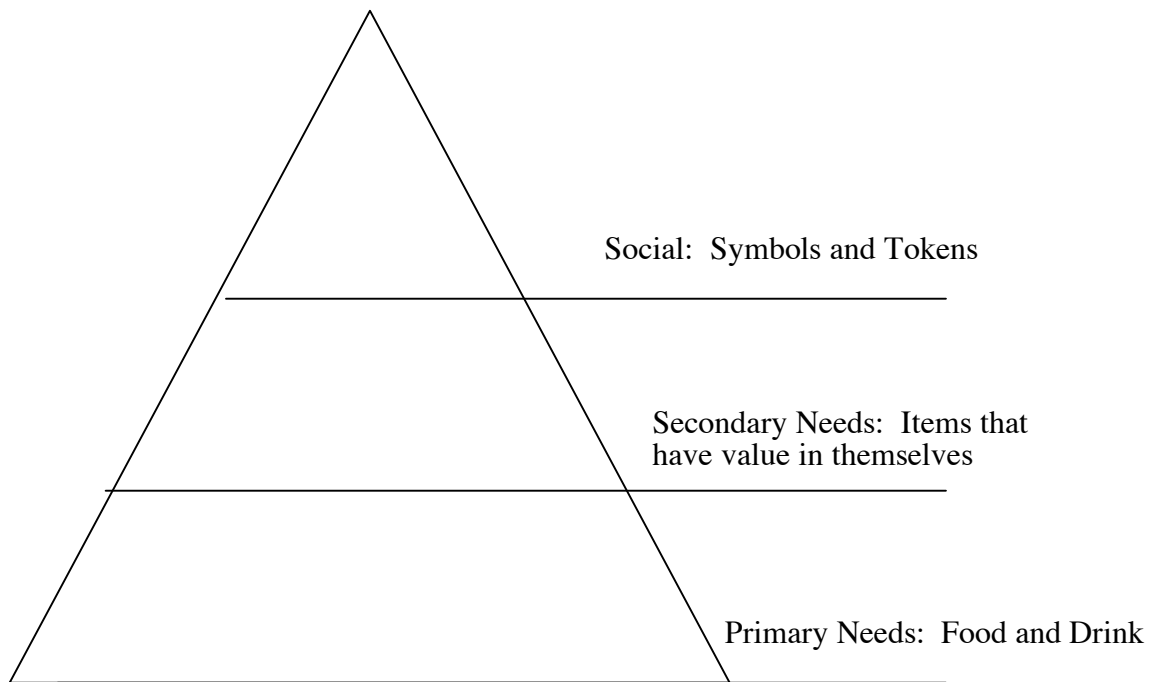 Social:  Symbols and Tokens
Secondary Needs:  Items that
have value in themselves
Primary Needs:  Food and Drink